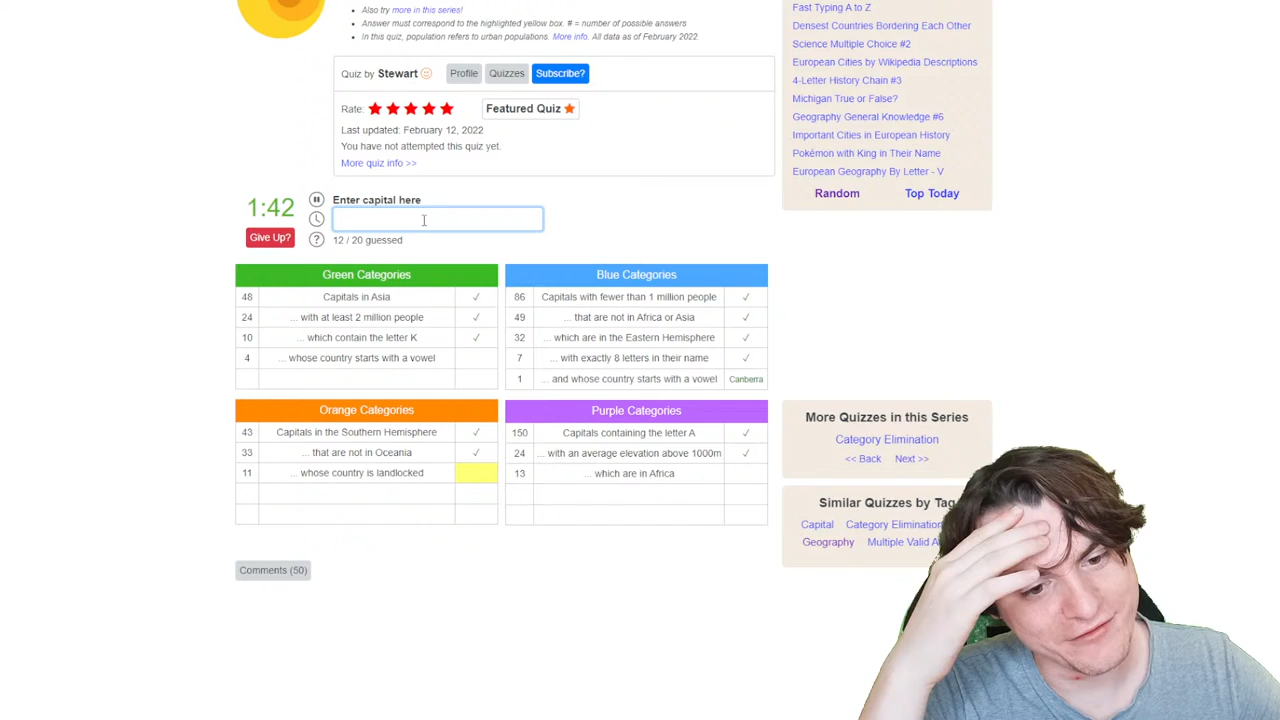 Also try more in this series!
Answer must correspond to the highlighted yellow box. # = number of possible answers
In this quiz, population refers to urban populations. More info. All data as of February 2022.
Quiz by Stewart Profile Quizzes Subscribe?
Rate: Featured Quiz
Last updated: February 12, 2022
You have not attempted this quiz yet.
More quiz info >>
1:42
Give Up?
Enter capital here
12 / 20 guessed
Green Categories
48 Capitals in Asia ✓
24 ... with at least 2 million people ✓
10 ... which contain the letter K ✓
4 ... whose country starts with a vowel
Blue Categories
86 Capitals with fewer than 1 million people ✓
49 ... that are not in Africa or Asia ✓
32 ... which are in the Eastern Hemisphere ✓
7 ... with exactly 8 letters in their name ✓
1 ... and whose country starts with a vowel Canberra
Orange Categories
43 Capitals in the Southern Hemisphere ✓
33 ... that are not in Oceania ✓
11 ... whose country is landlocked
Purple Categories
150 Capitals containing the letter A ✓
24 ... with an average elevation above 1000m ✓
13 ... which are in Africa
Comments (50)
Fast Typing A to Z
Densest Countries Bordering Each Other
Science Multiple Choice #2
European Cities by Wikipedia Descriptions
4-Letter History Chain #3
Michigan True or False?
Geography General Knowledge #6
Important Cities in European History
Pokémon with King in Their Name
European Geography By Letter - V
Random Top Today
More Quizzes in this Series
Category Elimination
<< Back Next >>
Similar Quizzes by Tag
Capital Category Elimination
Geography Multiple Valid